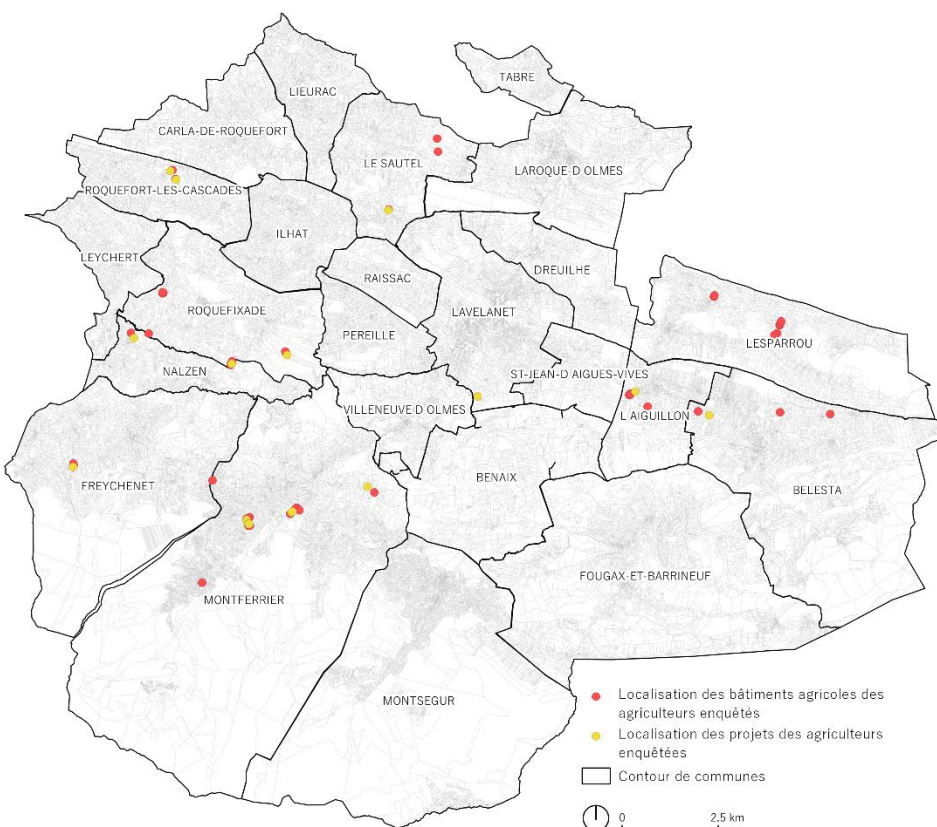 TABRE
LIEURAC
CARLA-DE-ROQUEFORT
LE SAUTEL
LAROQUE-D OLMES
ROQUEFORT-LES-CASCADES
ILHAT
LEYCHERT
RAISSAC
DREUILHE
ROQUEFIXADE
LAVELANET
PEREILLE
LESPARROU
NALZEN
ST-JEAN-D AIGUES-VIVES
VILLENEUVE D OLMES
L AIGUILLON
BENAIX
FREYCHENET
BELESTA
FOUGAX-ET-BARRINEUF
MONTFERRIER
MONTSEGUR
Localisation des bâtiments agricoles des
agriculteurs enquêtés
Localisation des projets des agriculteurs
enquêtées
Contour de communes
0 2.5 km